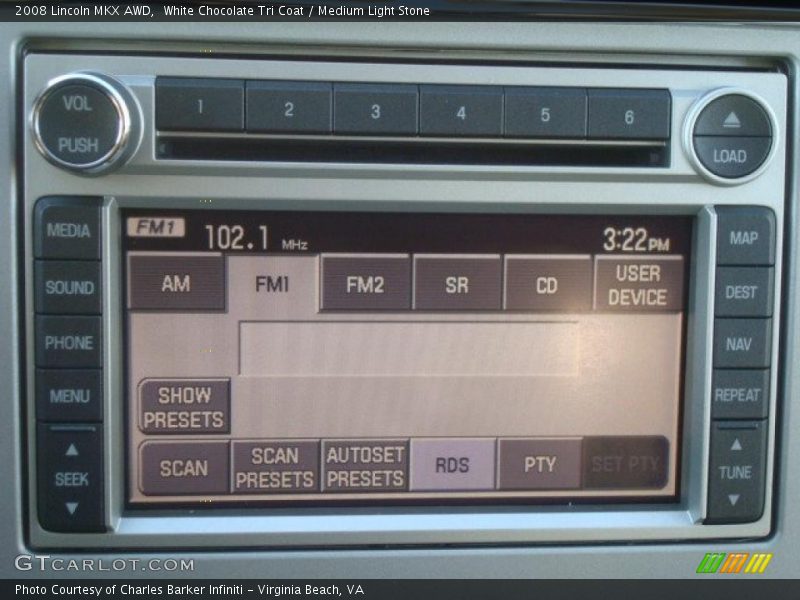 2008 Lincoln MKX AWD,  White Chocolate Tri Coat / Medium Light Stone
VOL
PUSH
1 2 3 4 5 6
LOAD
MEDIA
SOUND
PHONE
MENU
SEEK
FM1 102.1 MHz 3:22PM
AM FM1 FM2 SR CD USER DEVICE
SHOW PRESETS
SCAN SCAN PRESETS AUTOSET PRESETS RDS PTY SET PTY
MAP
DEST
NAV
REPEAT
TUNE
GTCARLOT.COM
Photo Courtesy of Charles Barker Infiniti - Virginia Beach, VA